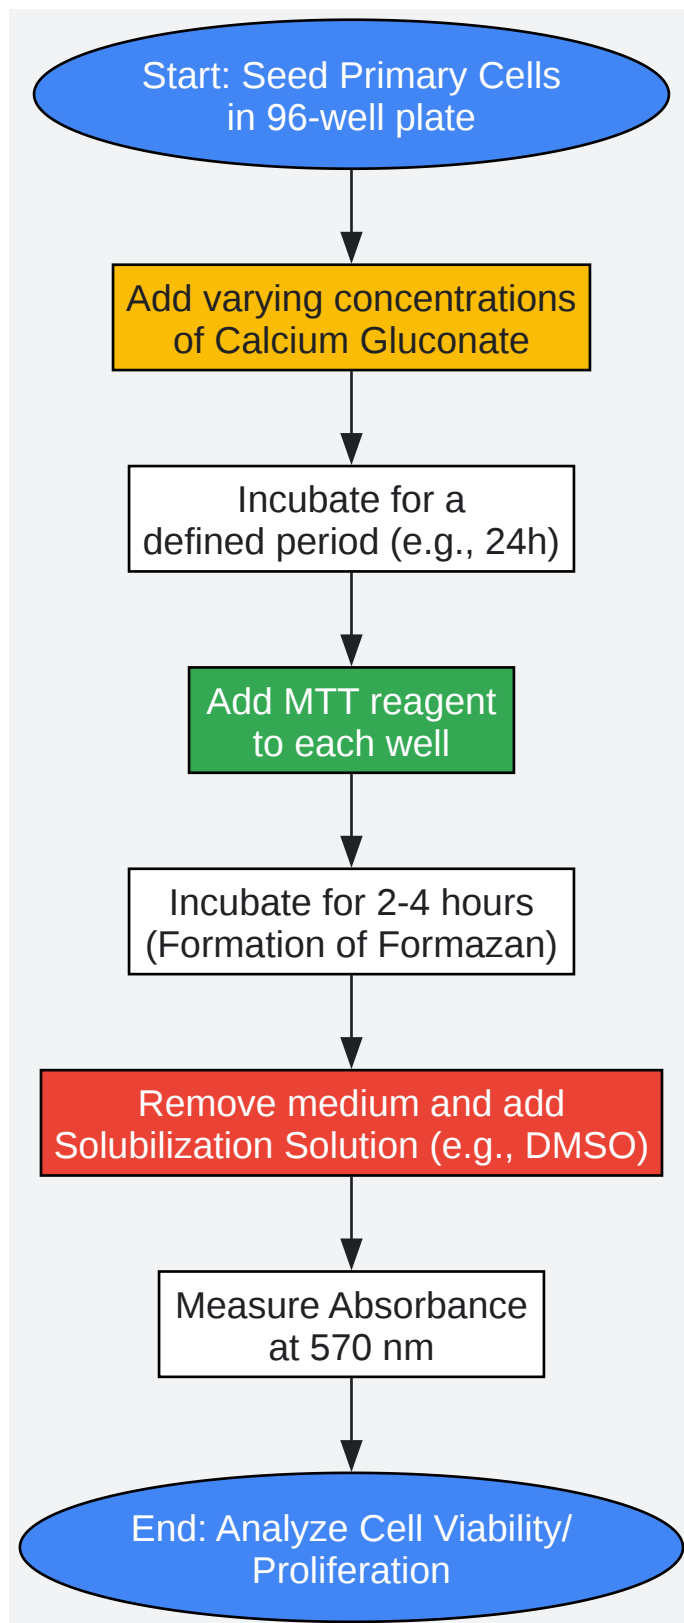 Start: Seed Primary Cells
in 96-well plate
Add varying concentrations
of Calcium Gluconate
Incubate for a
defined period (e.g., 24h)
Add MTT reagent
to each well
Incubate for 2-4 hours
(Formation of Formazan)
Remove medium and add
Solubilization Solution (e.g., DMSO)
Measure Absorbance
at 570 nm
End: Analyze Cell Viability/
Proliferation